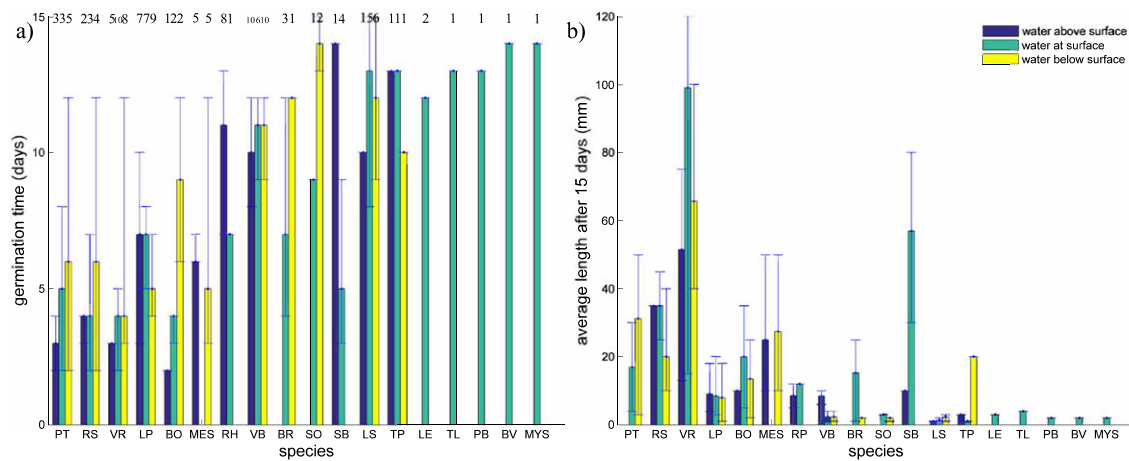 a)
335 234 5108 779 122 5 5 81 10610 31 12 14 156 111 2 1 1 1 1
15
10
5
0
germination time (days)
PT RS VR LP BO MES RH VB BR SO SB LS TP LE TL PB BV MYS
species
b)
water above surface
water at surface
water below surface
120
100
80
60
40
20
0
average length after 15 days (mm)
PT RS VR LP BO MES RP VB BR SO SB LS TP LE TL PB BV MYS
species